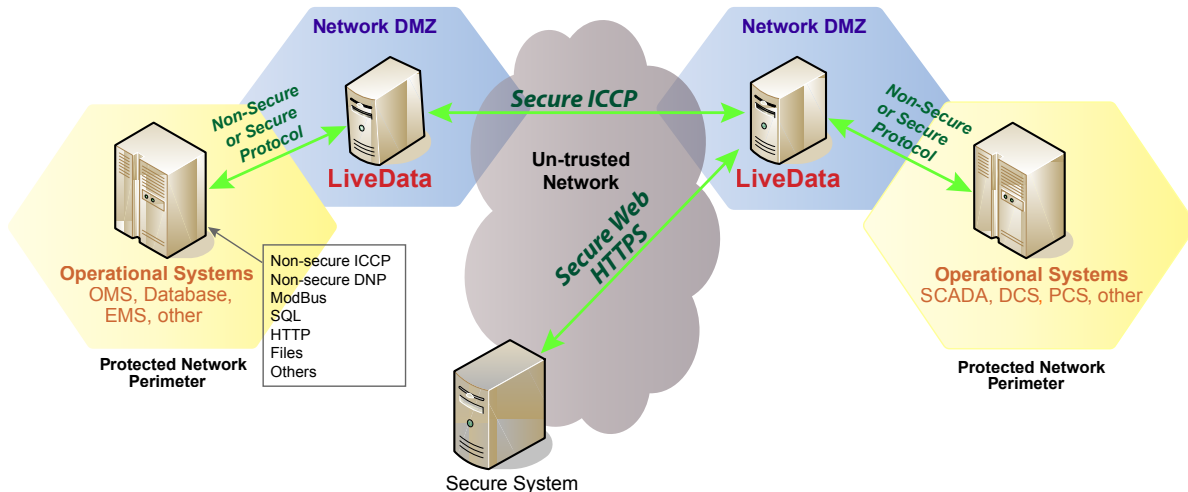 Network DMZ
Network DMZ
Non-Secure
or Secure
Protocol
Secure ICCP
Non-Secure
or Secure
Protocol
LiveData
Un-trusted
Network
LiveData
Secure Web
HTTPS
Operational Systems
OMS, Database,
EMS, other
Protected Network
Perimeter
Non-secure ICCP
Non-secure DNP
ModBus
SQL
HTTP
Files
Others
Operational Systems
SCADA, DCS, PCS, other
Protected Network
Perimeter
Secure System